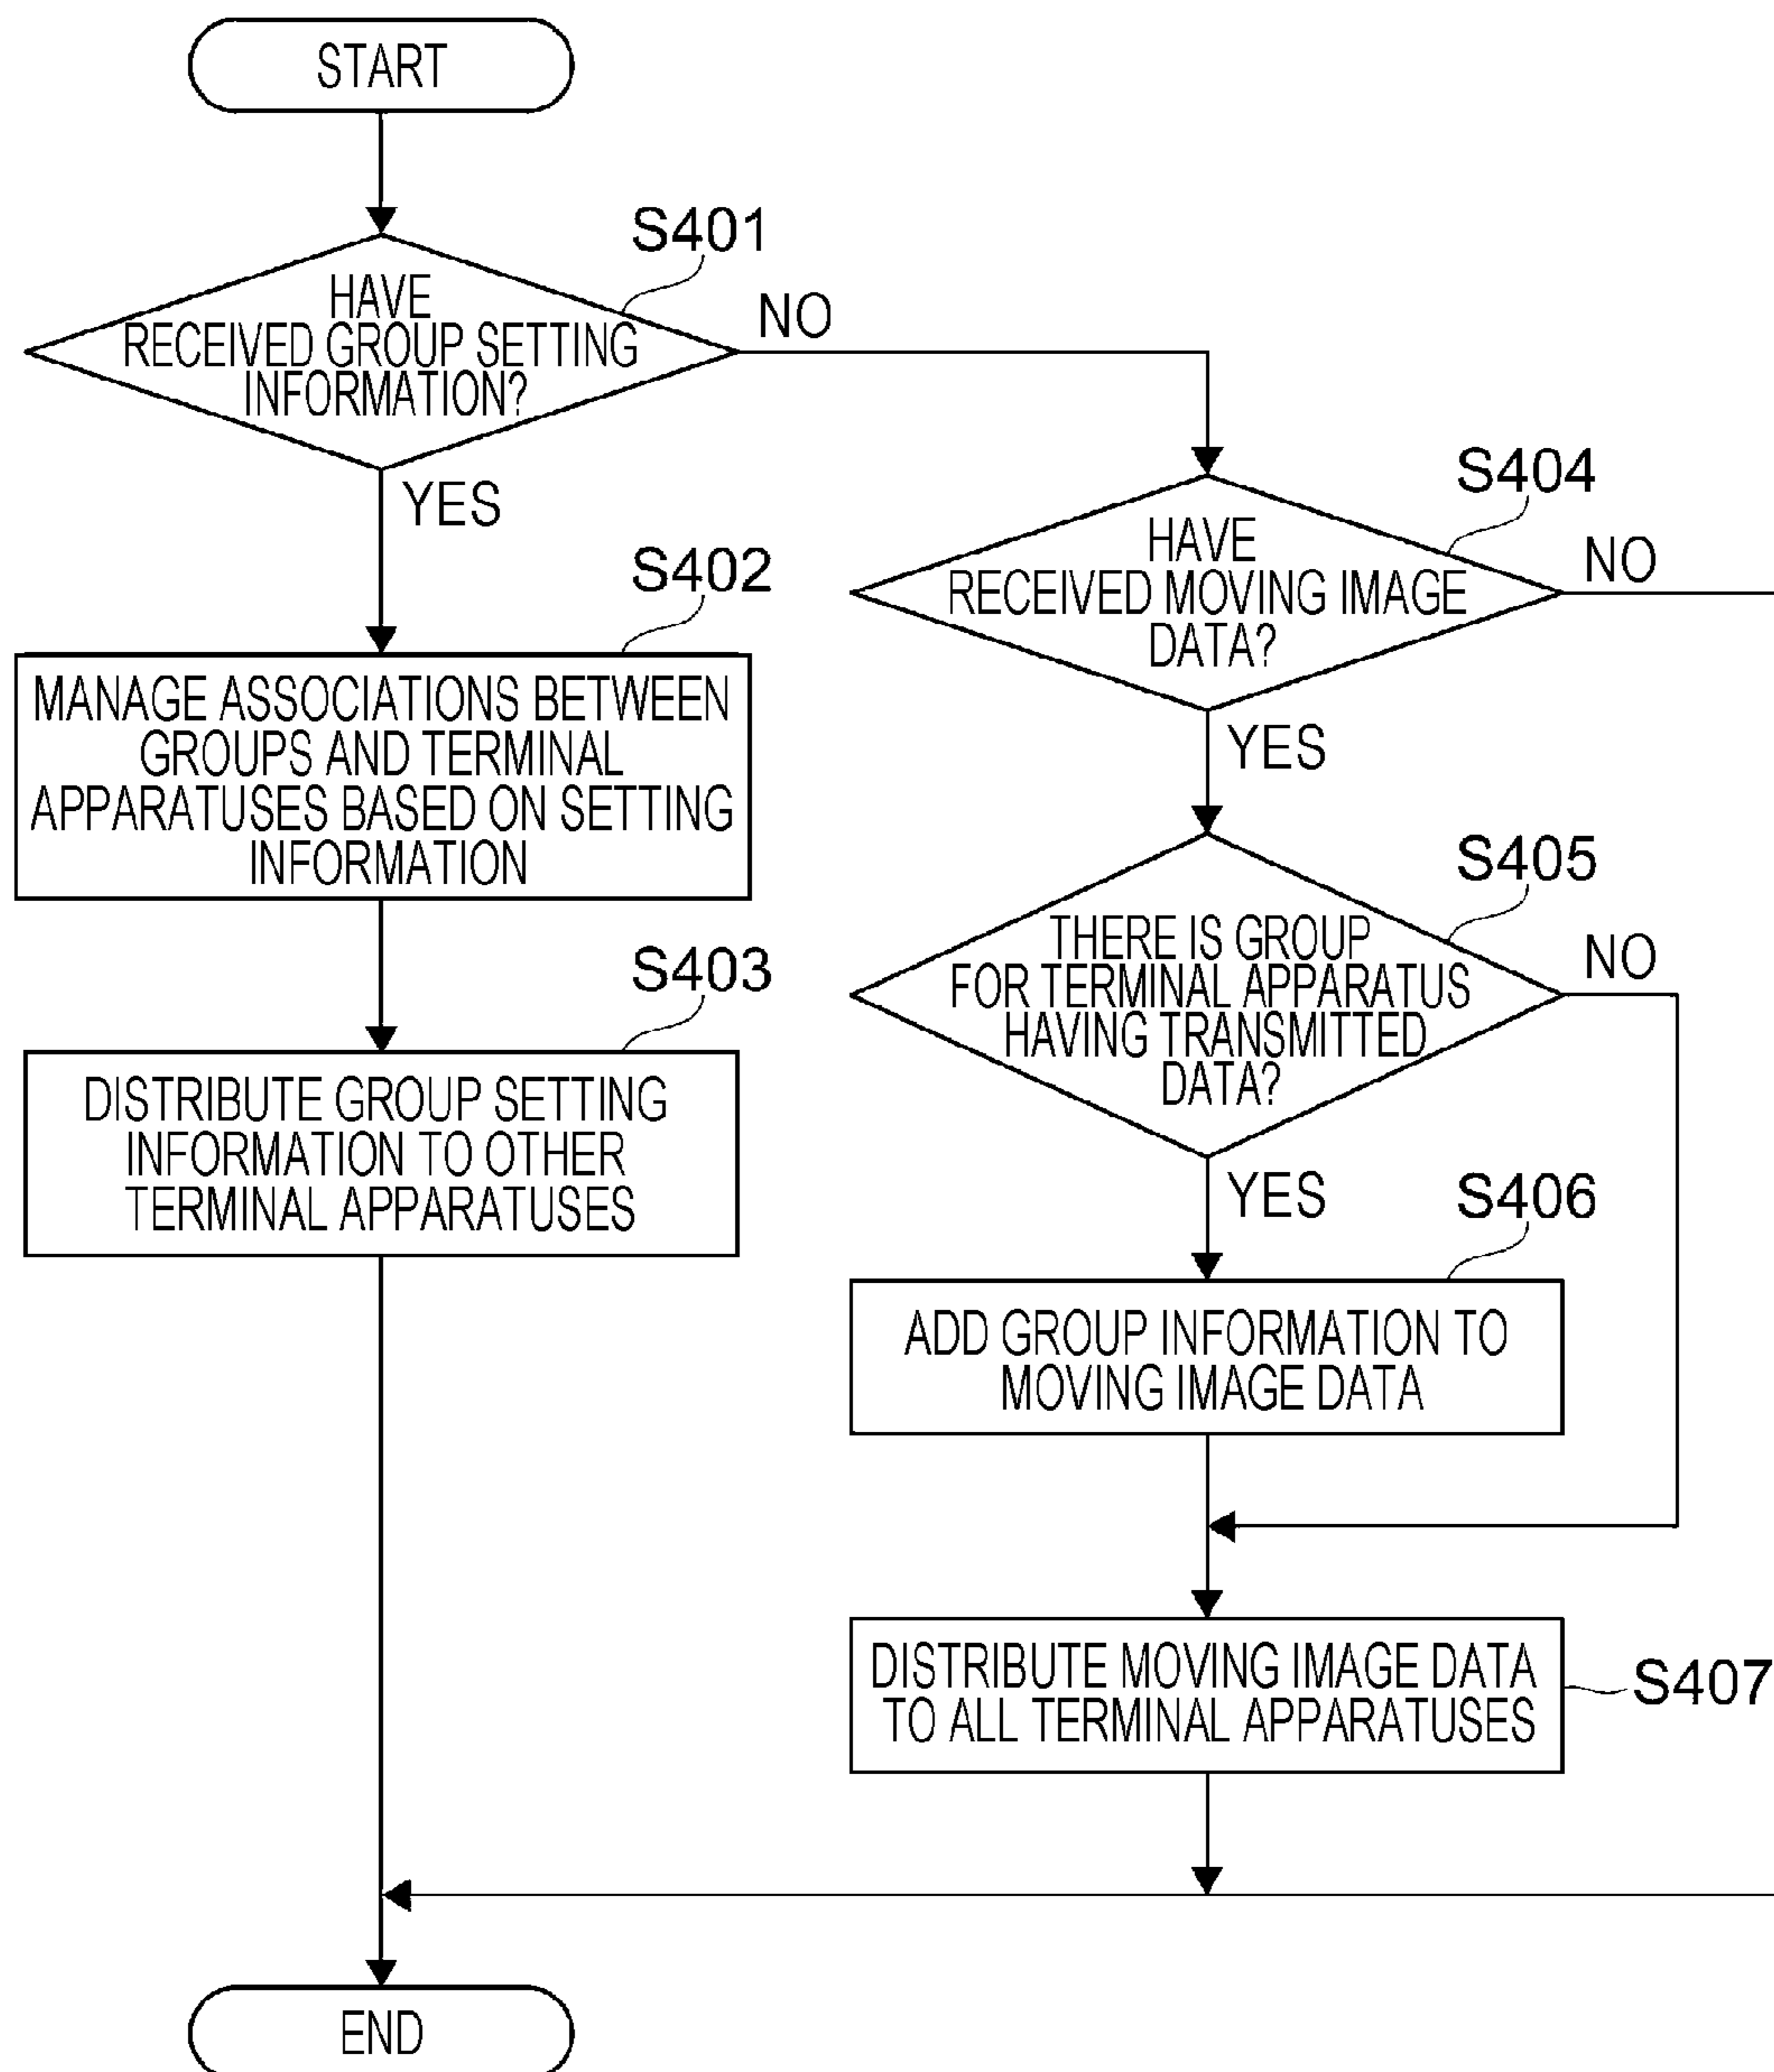 START
S401
HAVE
RECEIVED GROUP SETTING
INFORMATION?
NO
YES
S402
MANAGE ASSOCIATIONS BETWEEN
GROUPS AND TERMINAL
APPARATUSES BASED ON SETTING
INFORMATION
S403
DISTRIBUTE GROUP SETTING
INFORMATION TO OTHER
TERMINAL APPARATUSES
S404
HAVE
RECEIVED MOVING IMAGE
DATA?
NO
YES
S405
THERE IS GROUP
FOR TERMINAL APPARATUS
HAVING TRANSMITTED
DATA?
NO
YES
S406
ADD GROUP INFORMATION TO
MOVING IMAGE DATA
DISTRIBUTE MOVING IMAGE DATA
TO ALL TERMINAL APPARATUSES
S407
END